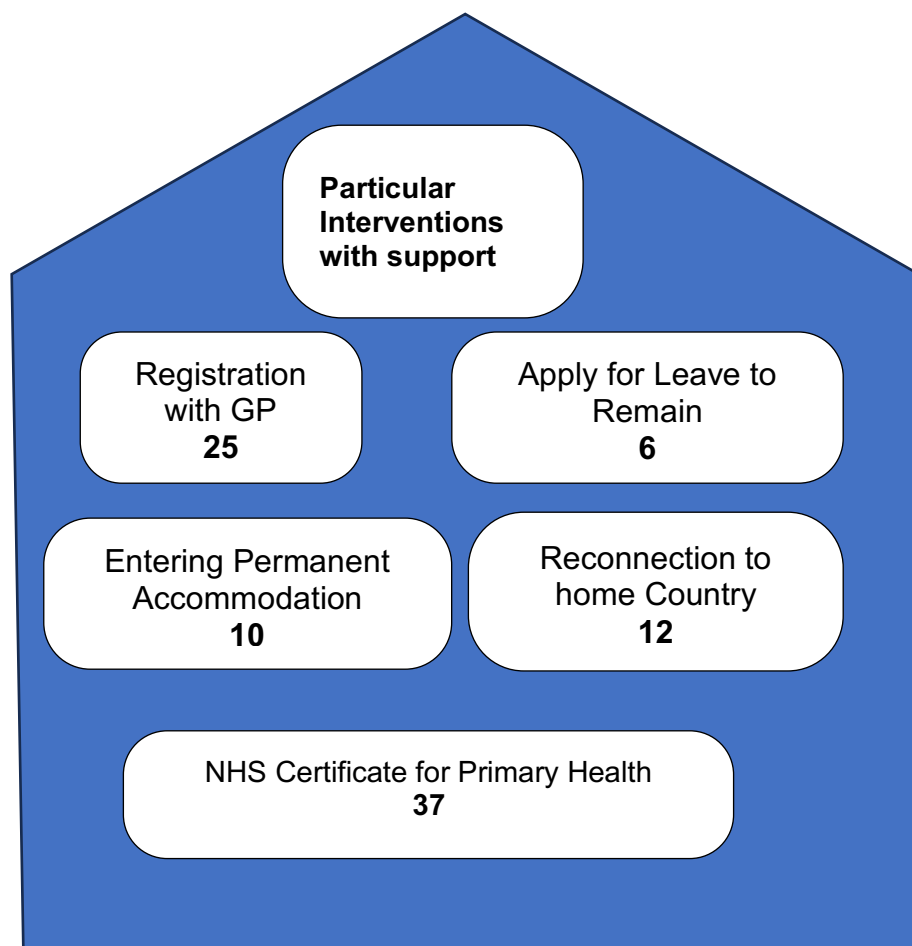 Particular
Interventions
with support
Registration
with GP
25
Apply for Leave to
Remain
6
Entering Permanent
Accommodation
10
Reconnection to
home Country
12
NHS Certificate for Primary Health
37